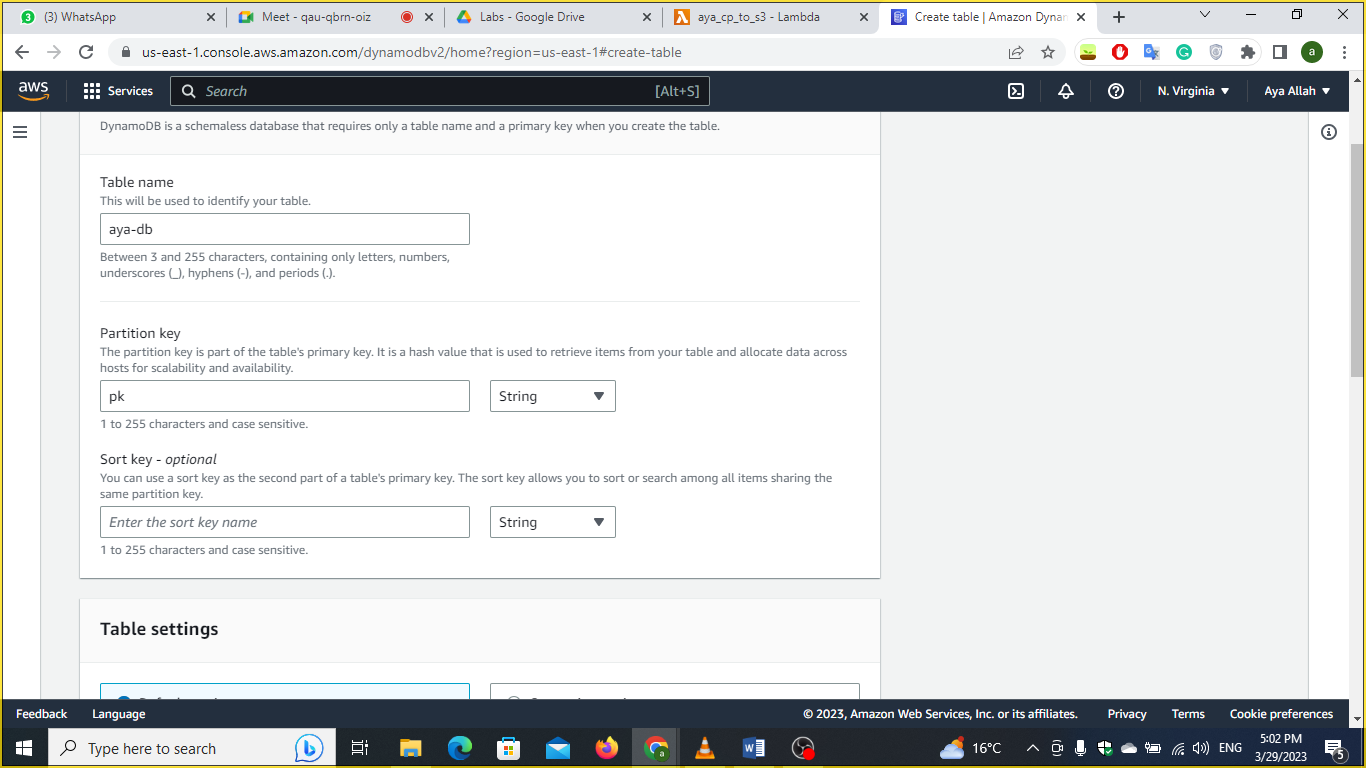 (3) WhatsApp
Meet - qau-qbrn-oiz
Labs - Google Drive
aya_cp_to_s3 - Lambda
Create table | Amazon Dynam
us-east-1.console.aws.amazon.com/dynamodbv2/home?region=us-east-1#create-table
a
aws
Services
Search
[Alt+S]
N. Virginia
Aya Allah
DynamoDB is a schemaless database that requires only a table name and a primary key when you create the table.
Table name
This will be used to identify your table.
aya-db
Between 3 and 255 characters, containing only letters, numbers,
underscores (_), hyphens (-), and periods (.).
Partition key
The partition key is part of the table's primary key. It is a hash value that is used to retrieve items from your table and allocate data across
hosts for scalability and availability.
pk
String
1 to 255 characters and case sensitive.
Sort key - optional
You can use a sort key as the second part of a table's primary key. The sort key allows you to sort or search among all items sharing the
same partition key.
Enter the sort key name
String
1 to 255 characters and case sensitive.
Table settings
Feedback
Language
© 2023, Amazon Web Services, Inc. or its affiliates.
Privacy
Terms
Cookie preferences
Type here to search
16°C
ENG
5:02 PM
3/29/2023
5